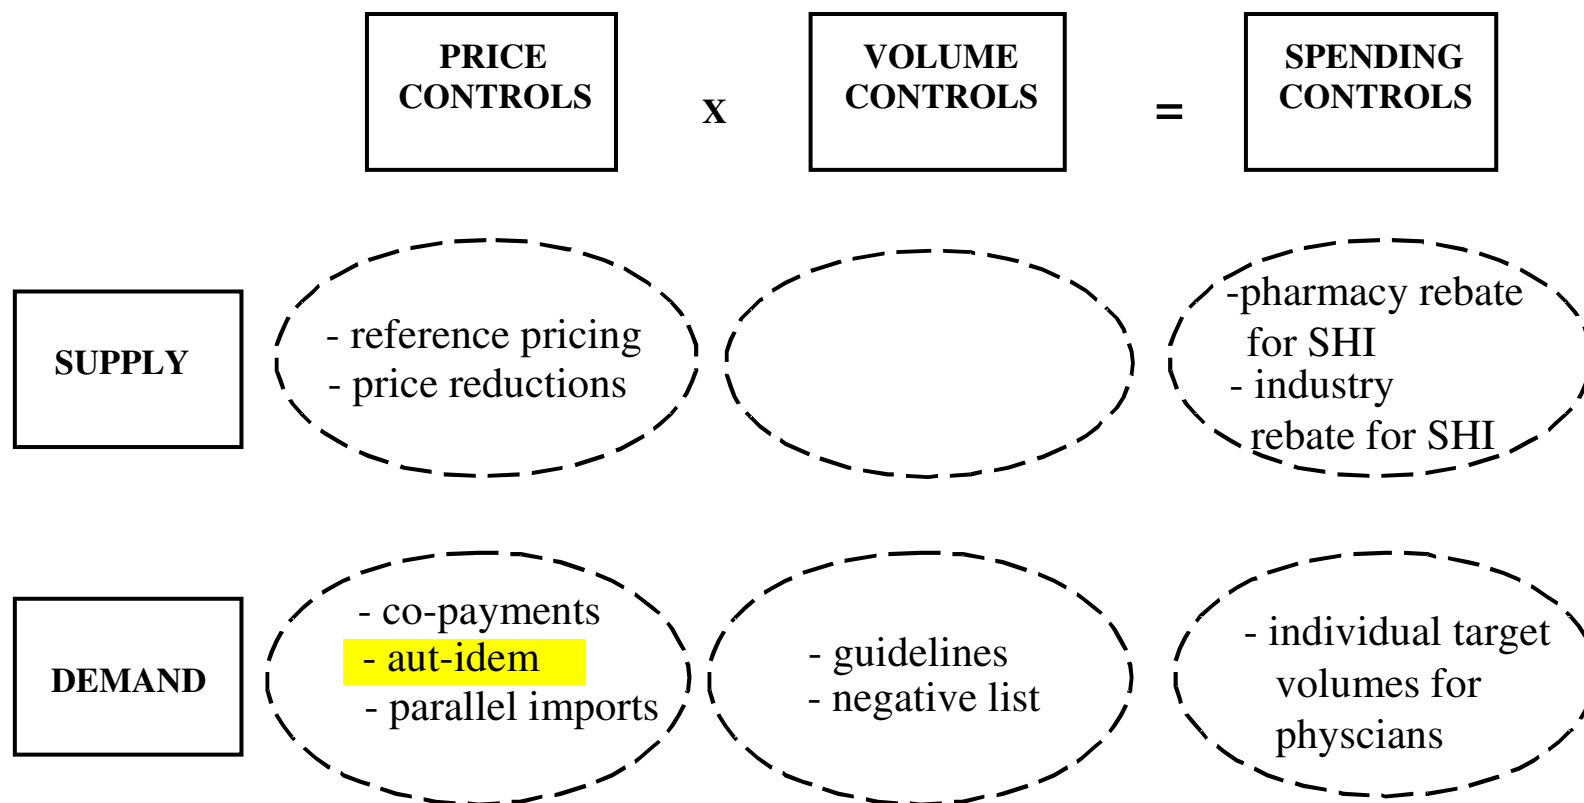 PRICE
CONTROLS
x
VOLUME
CONTROLS
=
SPENDING
CONTROLS
SUPPLY
- reference pricing
- price reductions
-pharmacy rebate
for SHI
- industry
rebate for SHI
DEMAND
- co-payments
- aut-idem
- parallel imports
- guidelines
- negative list
- individual target
volumes for
physcians